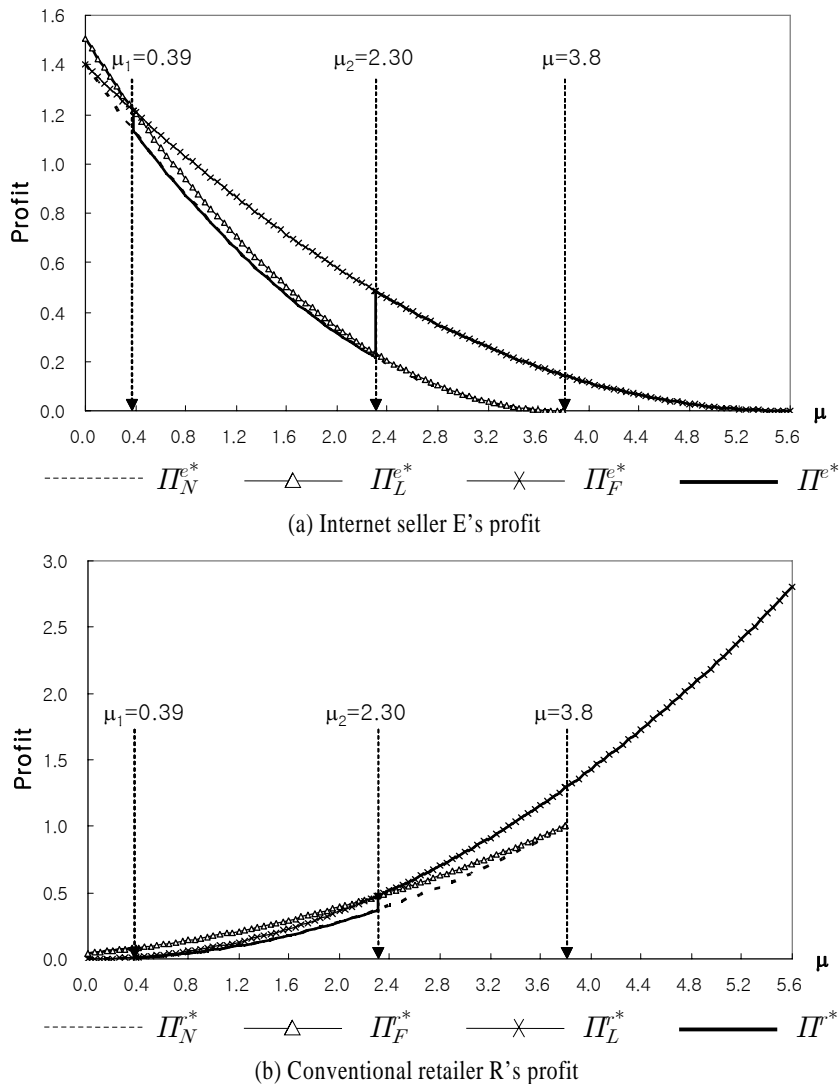 1.6
1.4
1.2
1.0
0.8
0.6
0.4
0.2
0.0
Profit
μ₁=0.39 μ₂=2.30 μ=3.8
0.0 0.4 0.8 1.2 1.6 2.0 2.4 2.8 3.2 3.6 4.0 4.4 4.8 5.2 5.6
μ
Π_N^{e*} Π_L^{e*} Π_F^{e*} Π^{e*}
(a) Internet seller E's profit
3.0
2.5
2.0
1.5
1.0
0.5
0.0
Profit
μ₁=0.39 μ₂=2.30 μ=3.8
0.0 0.4 0.8 1.2 1.6 2.0 2.4 2.8 3.2 3.6 4.0 4.4 4.8 5.2 5.6
μ
Π_N^{r*} Π_F^{r*} Π_L^{r*} Π^{r*}
(b) Conventional retailer R's profit